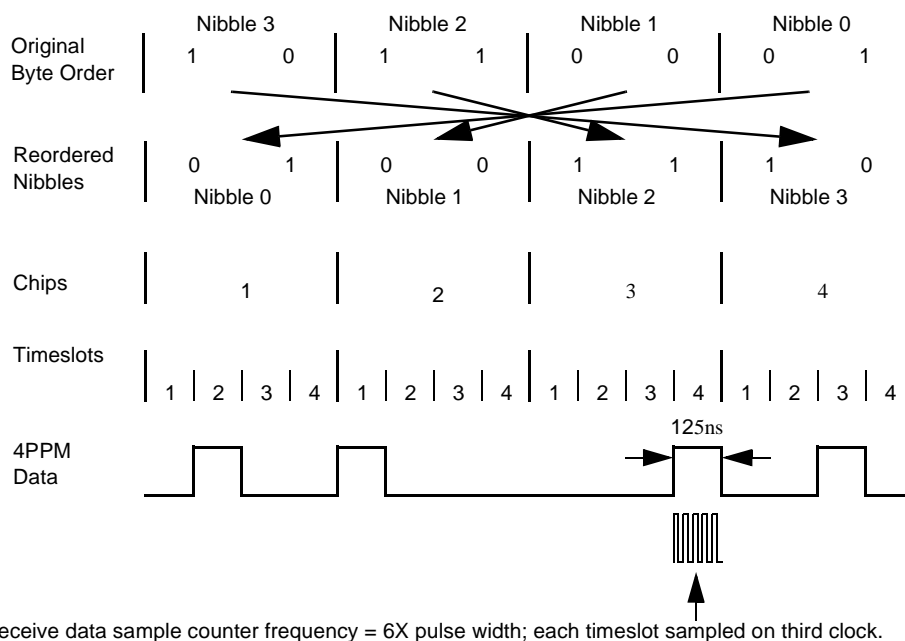 Nibble 3 Nibble 2 Nibble 1 Nibble 0
Original
Byte Order
1 0 1 1 0 0 0 1
Reordered
Nibbles
0 1 0 0 1 1 1 0
Nibble 0 Nibble 1 Nibble 2 Nibble 3
Chips 1 2 3 4
Timeslots
1 2 3 4 1 2 3 4 1 2 3 4 1 2 3 4
125ns
4PPM
Data
eceive data sample counter frequency = 6X pulse width; each timeslot sampled on third clock.